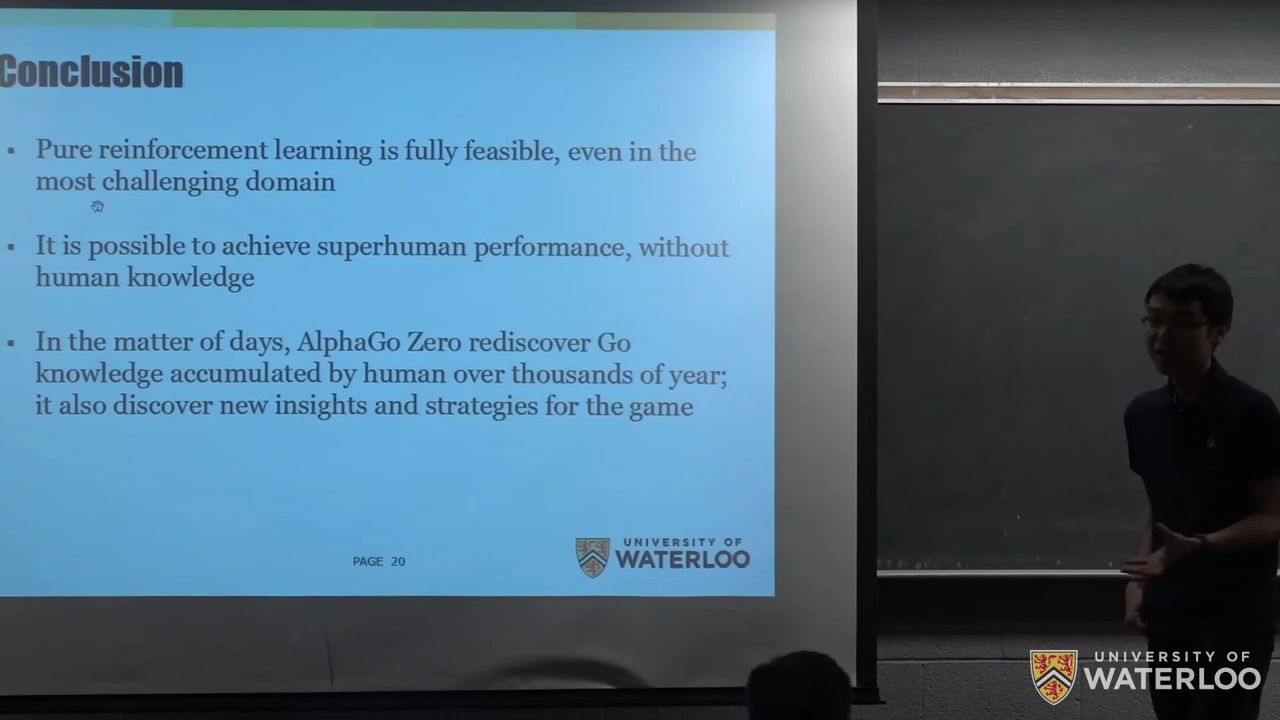 Conclusion
▪ Pure reinforcement learning is fully feasible, even in the
most challenging domain
▪ It is possible to achieve superhuman performance, without
human knowledge
▪ In the matter of days, AlphaGo Zero rediscover Go
knowledge accumulated by human over thousands of year;
it also discover new insights and strategies for the game
PAGE 20
UNIVERSITY OF
WATERLOO
UNIVERSITY OF
WATERLOO